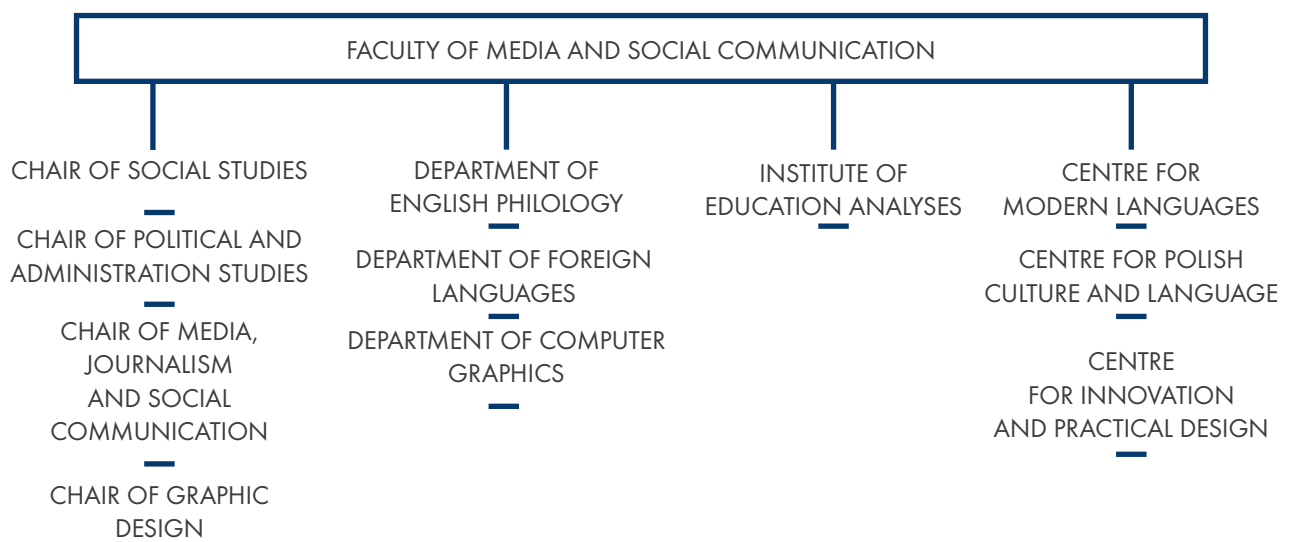 FACULTY OF MEDIA AND SOCIAL COMMUNICATION
CHAIR OF SOCIAL STUDIES
CHAIR OF POLITICAL AND
ADMINISTRATION STUDIES
CHAIR OF MEDIA,
JOURNALISM
AND SOCIAL
COMMUNICATION
CHAIR OF GRAPHIC
DESIGN
DEPARTMENT OF
ENGLISH PHILOLOGY
DEPARTMENT OF FOREIGN
LANGUAGES
DEPARTMENT OF COMPUTER
GRAPHICS
INSTITUTE OF
EDUCATION ANALYSES
CENTRE FOR
MODERN LANGUAGES
CENTRE FOR POLISH
CULTURE AND LANGUAGE
CENTRE
FOR INNOVATION
AND PRACTICAL DESIGN